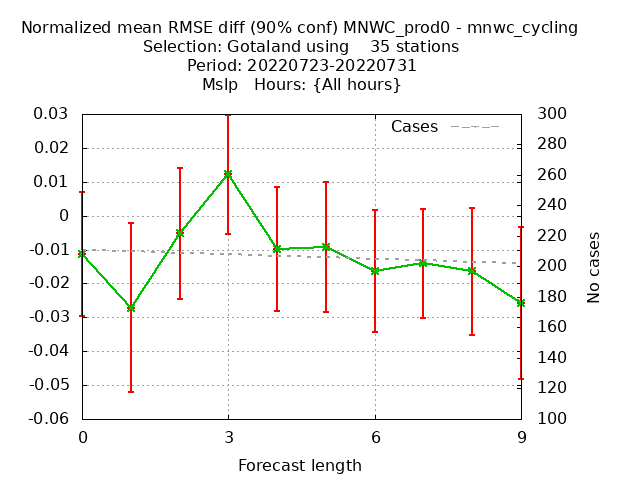 Normalized mean RMSE diff (90% conf) MNWC_prod0 - mnwc_cycling
Selection: Gotaland using    35 stations
Period: 20220723-20220731
Mslp   Hours: {All hours}
0.03
0.02
0.01
0
-0.01
-0.02
-0.03
-0.04
-0.05
-0.06
Cases
300
280
260
240
220
200
180
160
140
120
100
No cases
0 3 6 9
Forecast length